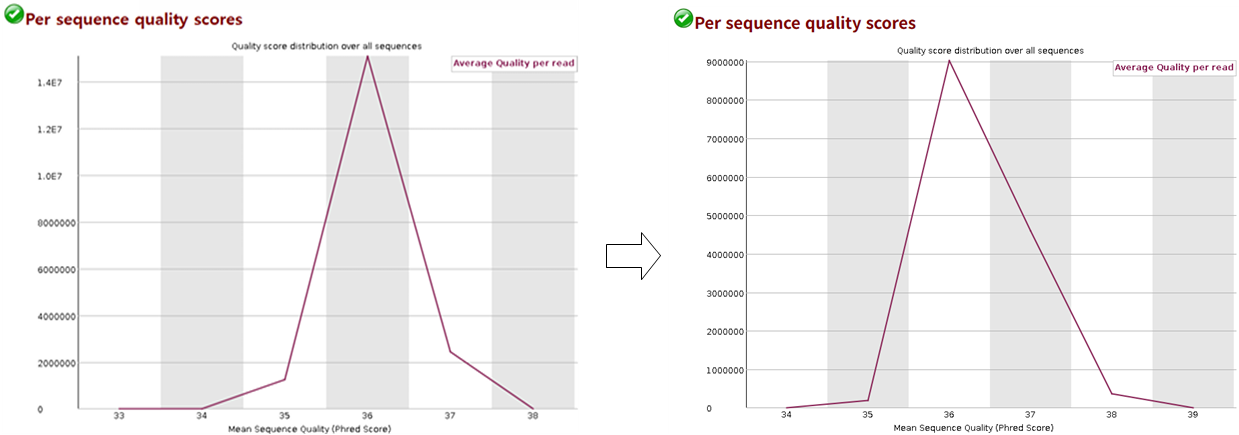 Per sequence quality scores
Quality score distribution over all sequences
Average Quality per read
1.4E7
1.2E7
1.0E7
8000000
6000000
4000000
2000000
0
33 34 35 36 37 38
Mean Sequence Quality (Phred Score)
Per sequence quality scores
Quality score distribution over all sequences
Average Quality per read
9000000
8000000
7000000
6000000
5000000
4000000
3000000
2000000
1000000
0
34 35 36 37 38 39
Mean Sequence Quality (Phred Score)